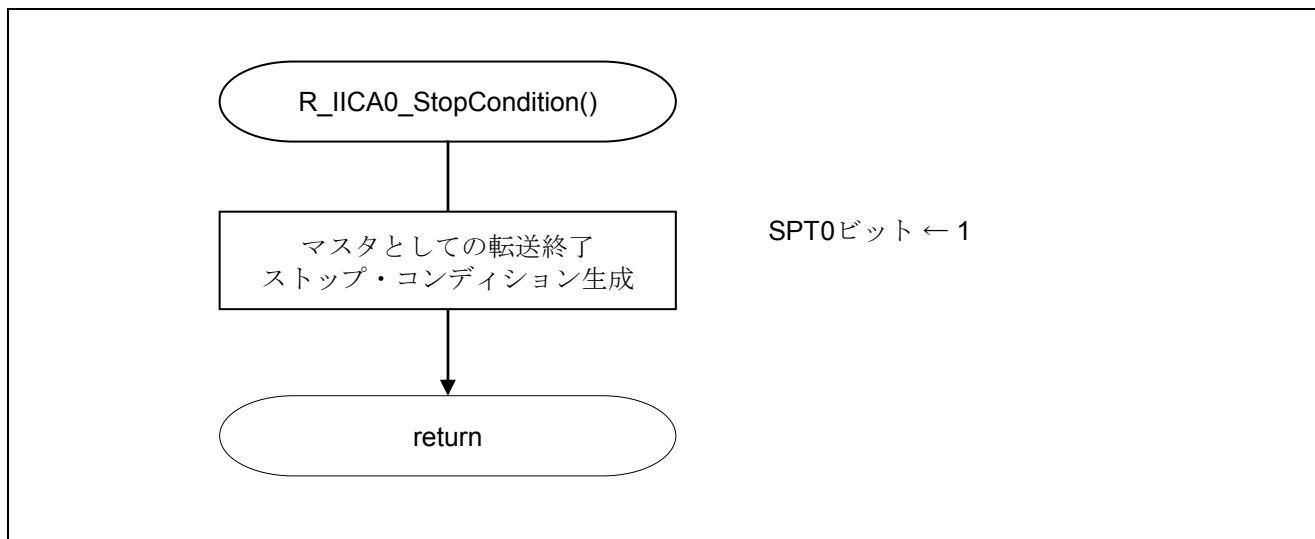 R_IICA0_StopCondition()
マスタとしての転送終了
ストップ・コンディション生成
SPT0ビット ← 1
return